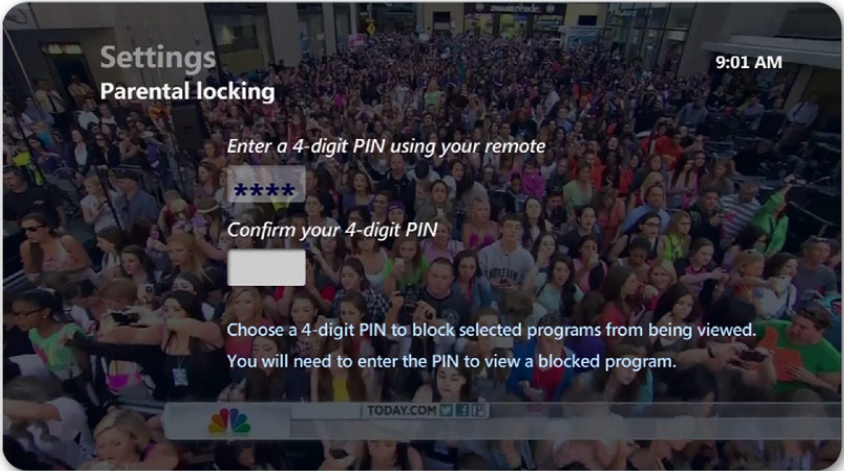 Settings
9:01 AM
Parental locking
Enter a 4-digit PIN using your remote
****
Confirm your 4-digit PIN
Choose a 4-digit PIN to block selected programs from being viewed.
You will need to enter the PIN to view a blocked program.
TODAY.COM